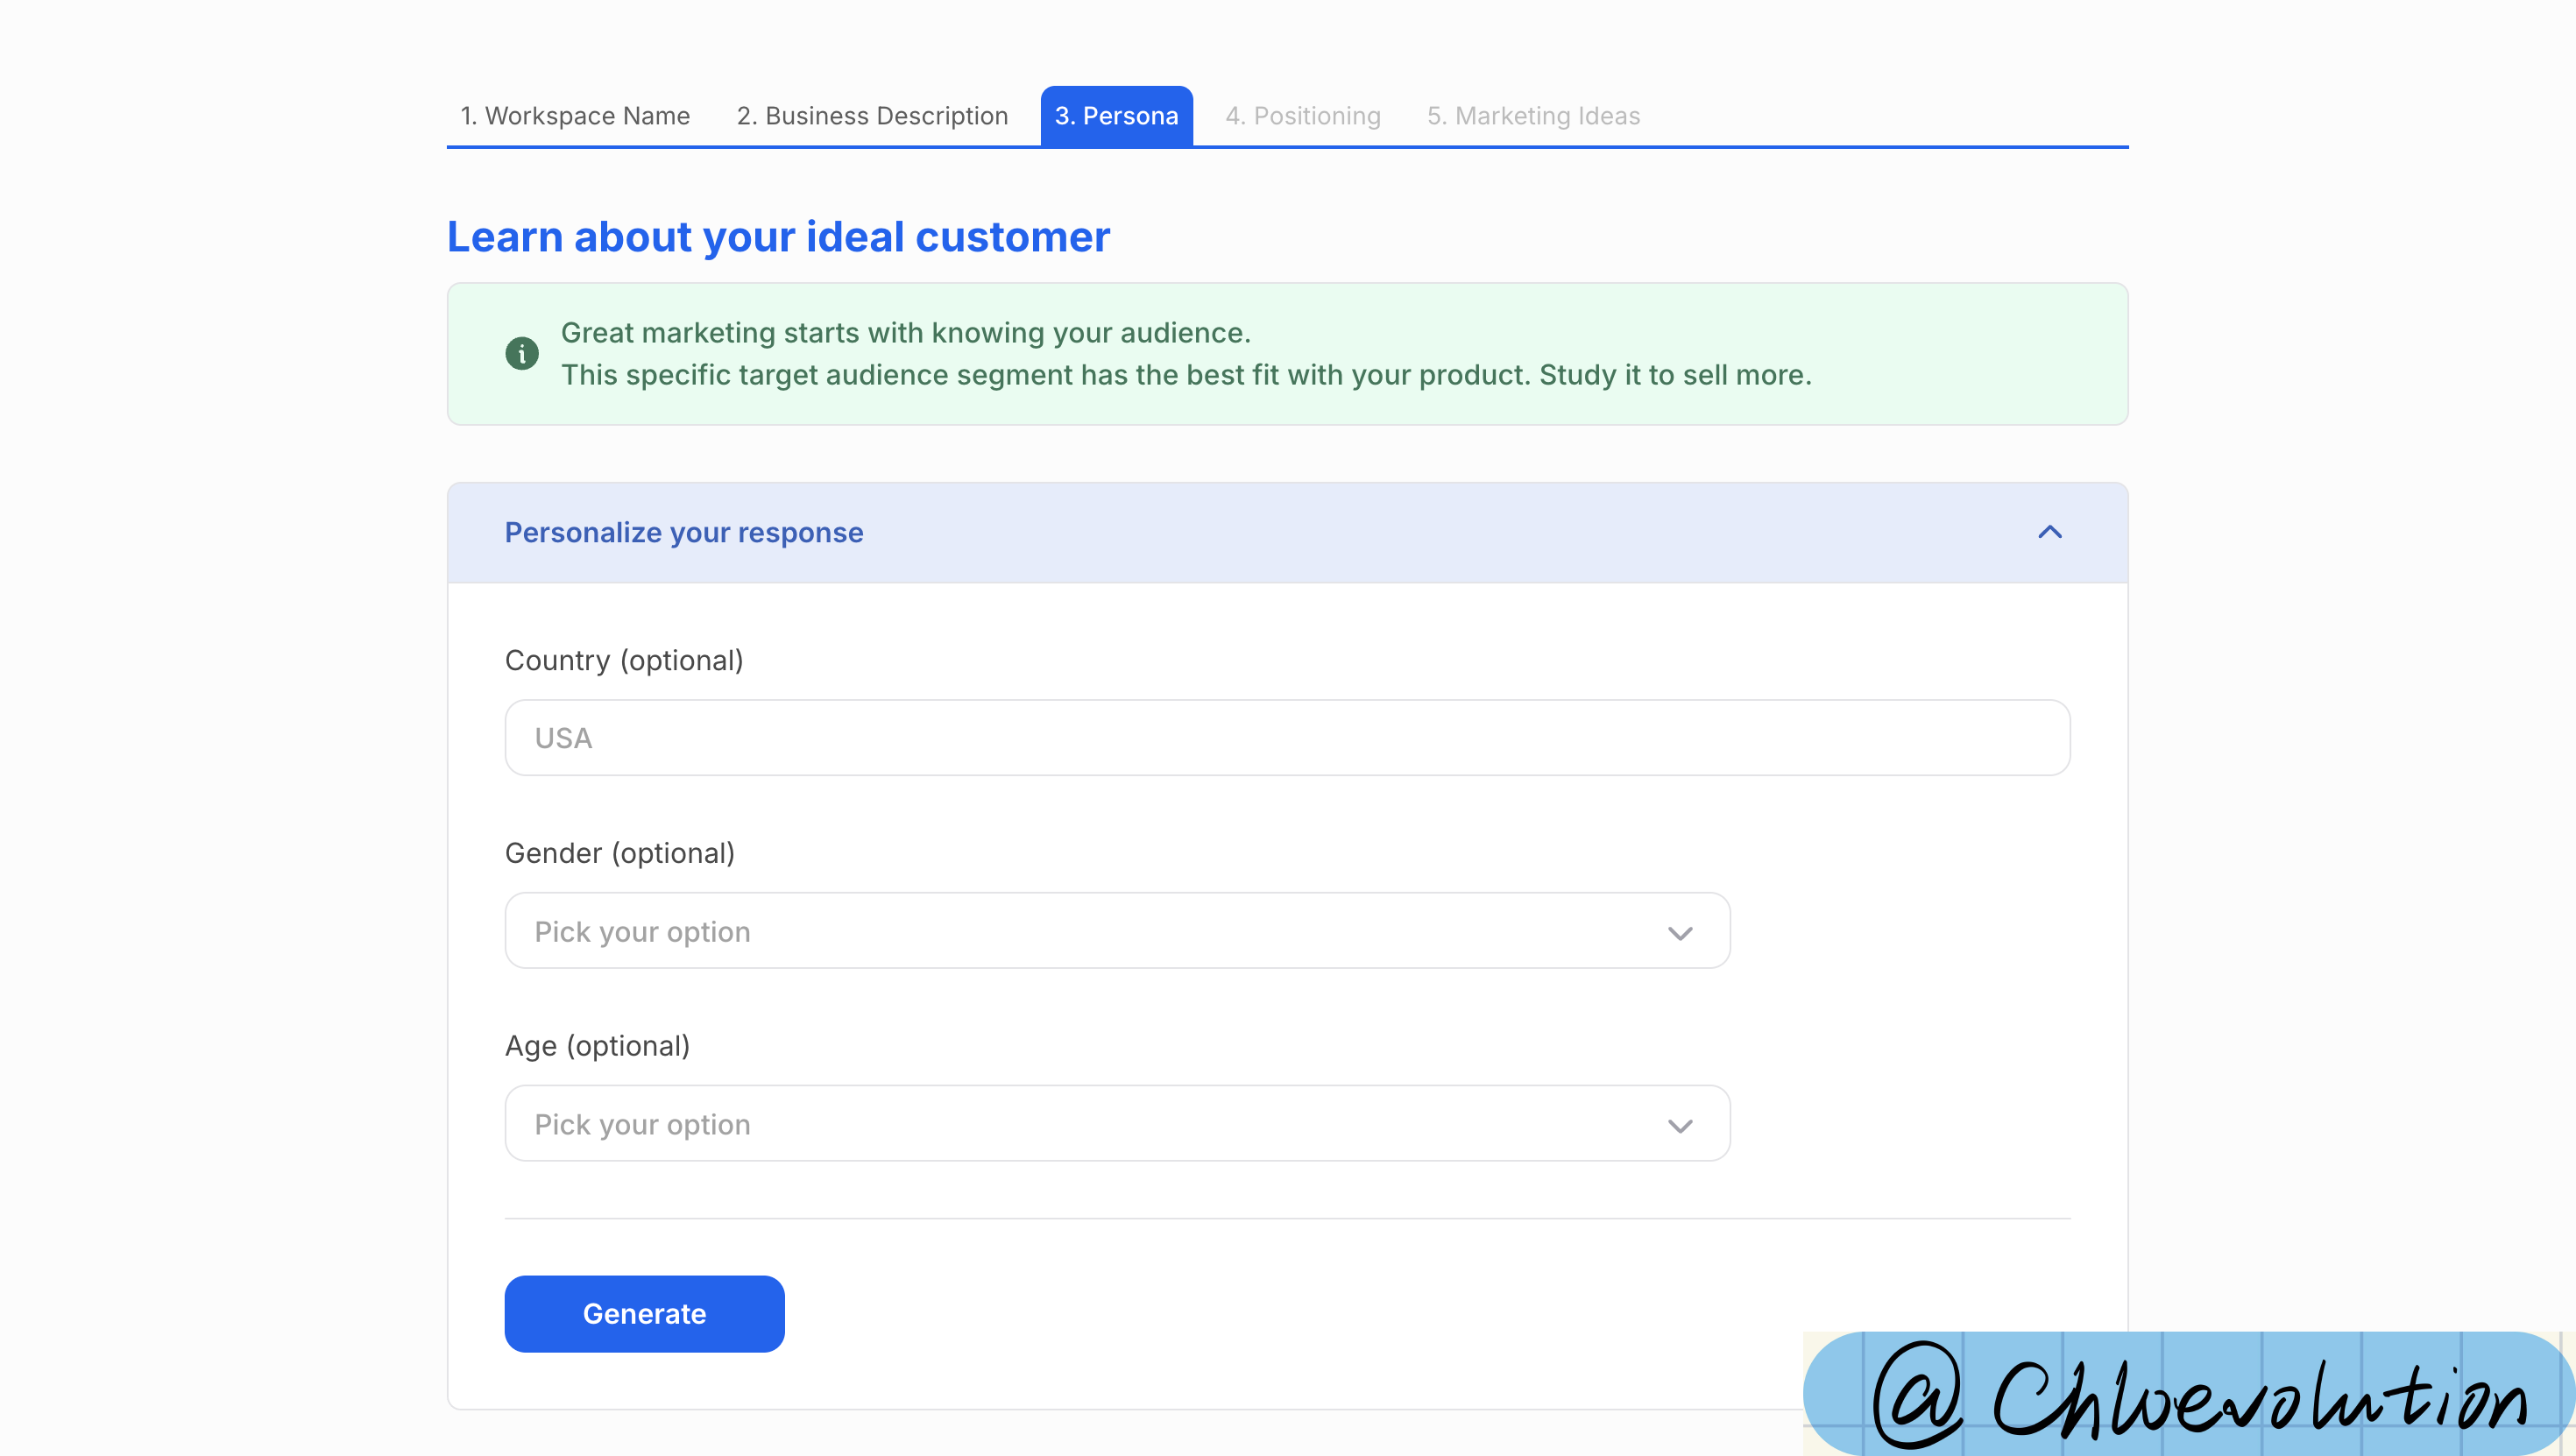 1. Workspace Name 2. Business Description 3. Persona 4. Positioning 5. Marketing Ideas
Learn about your ideal customer
Great marketing starts with knowing your audience.
This specific target audience segment has the best fit with your product. Study it to sell more.
Personalize your response
Country (optional)
USA
Gender (optional)
Pick your option
Age (optional)
Pick your option
Generate
@Chloevolution